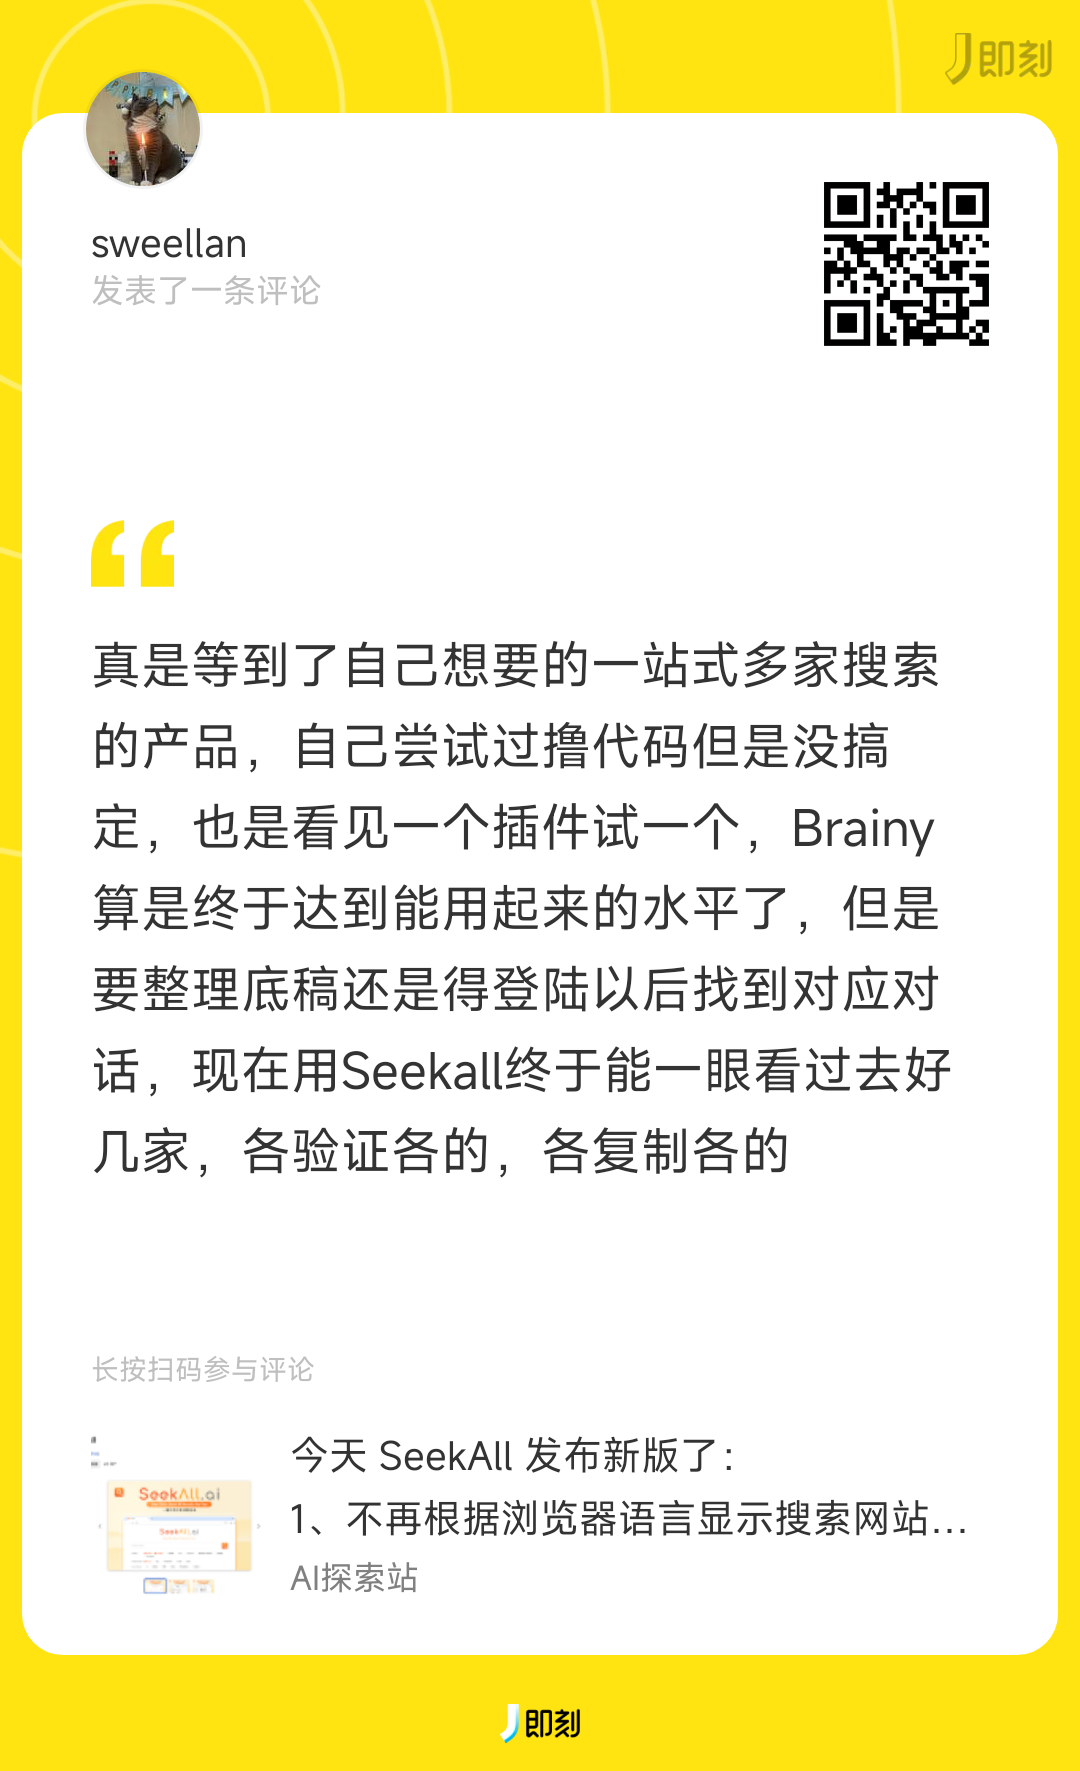 即刻
sweellan
发表了一条评论
真是等到了自己想要的一站式多家搜索
的产品，自己尝试过撸代码但是没搞
定，也是看见一个插件试一个，Brainy
算是终于达到能用起来的水平了，但是
要整理底稿还是得登陆以后找到对应对
话，现在用Seekall终于能一眼看过去好
几家，各验证各的，各复制各的
长按扫码参与评论
今天 SeekAll 发布新版了：
1、不再根据浏览器语言显示搜索网站...
AI探索站
SeekAll.ai
SeekAll.ai
即刻